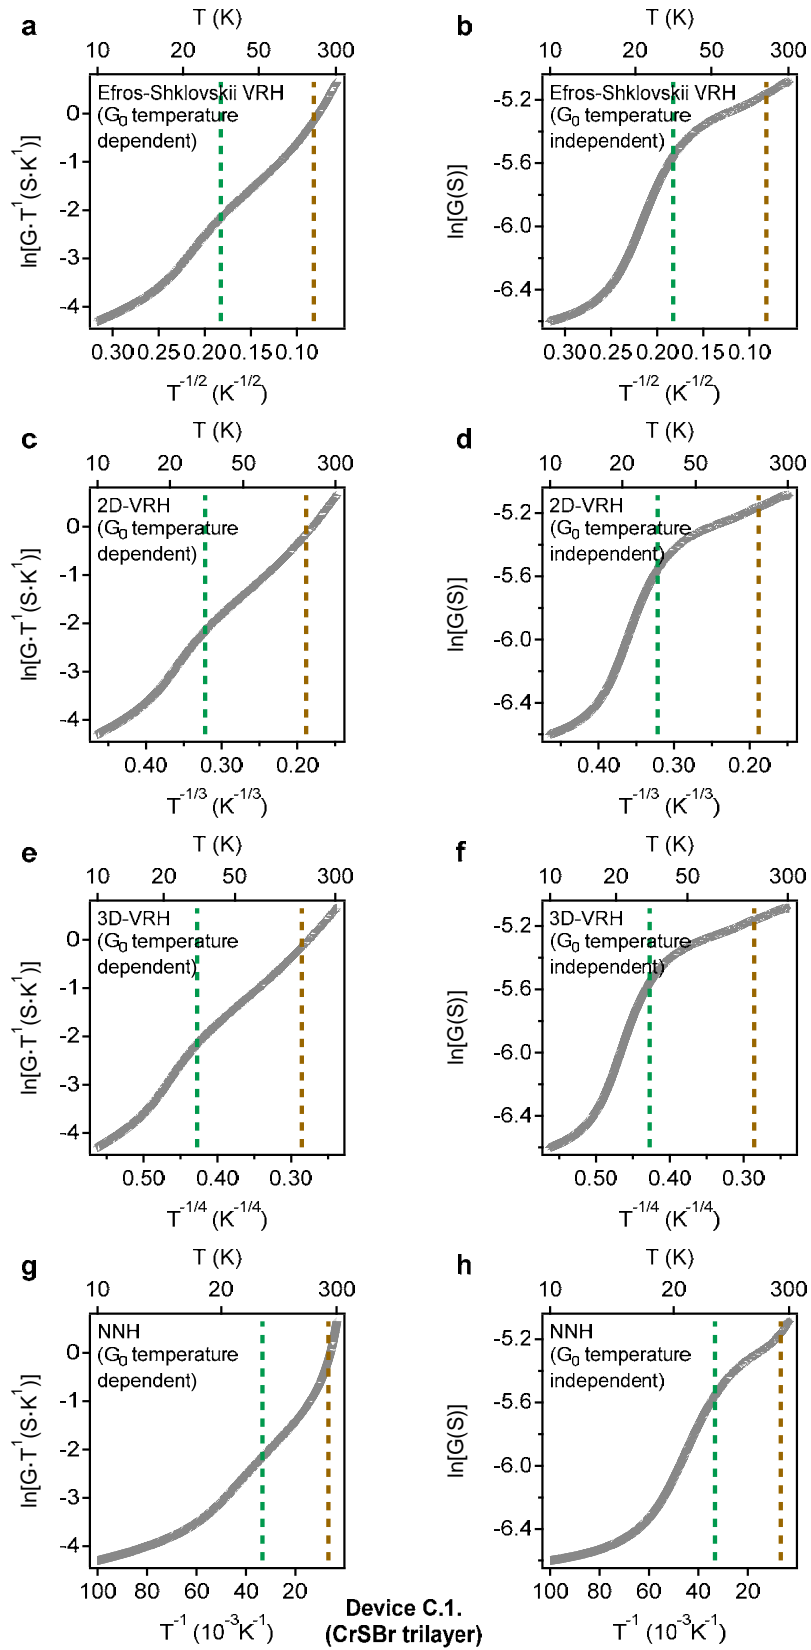 a
T (K)
10 20 50 300
Efros-Shklovskii VRH
(G₀ temperature
dependent)
ln[G·T¹(S·K¹)]
0
-1
-2
-3
-4
0.30 0.25 0.20 0.15 0.10
T⁻¹/² (K⁻¹/²)
b
T (K)
10 20 50 300
Efros-Shklovskii VRH
(G₀ temperature
independent)
ln[G(S)]
-5.2
-5.6
-6.0
-6.4
0.30 0.25 0.20 0.15 0.10
T⁻¹/² (K⁻¹/²)
c
T (K)
10 20 50 300
2D-VRH
(G₀ temperature
dependent)
ln[G·T¹(S·K¹)]
0
-1
-2
-3
-4
0.40 0.30 0.20
T⁻¹/³ (K⁻¹/³)
d
T (K)
10 20 50 300
2D-VRH
(G₀ temperature
independent)
ln[G(S)]
-5.2
-5.6
-6.0
-6.4
0.40 0.30 0.20
T⁻¹/³ (K⁻¹/³)
e
T (K)
10 20 50 300
3D-VRH
(G₀ temperature
dependent)
ln[G·T¹(S·K¹)]
0
-1
-2
-3
-4
0.50 0.40 0.30
T⁻¹/⁴ (K⁻¹/⁴)
f
T (K)
10 20 50 300
3D-VRH
(G₀ temperature
independent)
ln[G(S)]
-5.2
-5.6
-6.0
-6.4
0.50 0.40 0.30
T⁻¹/⁴ (K⁻¹/⁴)
g
T (K)
10 20 300
NNH
(G₀ temperature
dependent)
ln[G·T¹(S·K¹)]
0
-1
-2
-3
-4
100 80 60 40 20
T⁻¹ (10⁻³K⁻¹)
h
T (K)
10 20 300
NNH
(G₀ temperature
independent)
ln[G(S)]
-5.2
-5.6
-6.0
-6.4
100 80 60 40 20
T⁻¹ (10⁻³K⁻¹)
Device C.1.
(CrSBr trilayer)